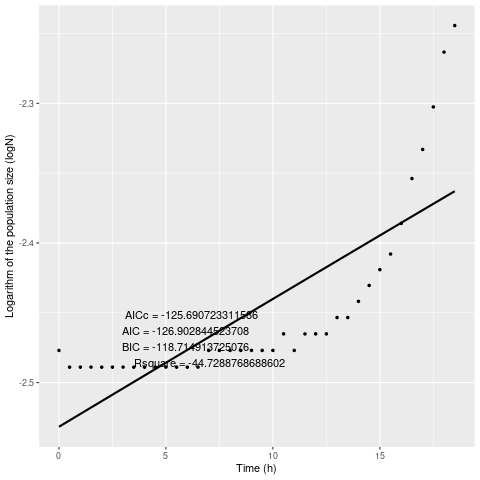 Logarithm of the population size (logN)
-2.3
-2.4
-2.5
AICc = -125.690723311586
AIC = -126.902844523708
BIC = -118.714913725076
Rsquare = -44.7288768688602
0
5
10
15
Time (h)